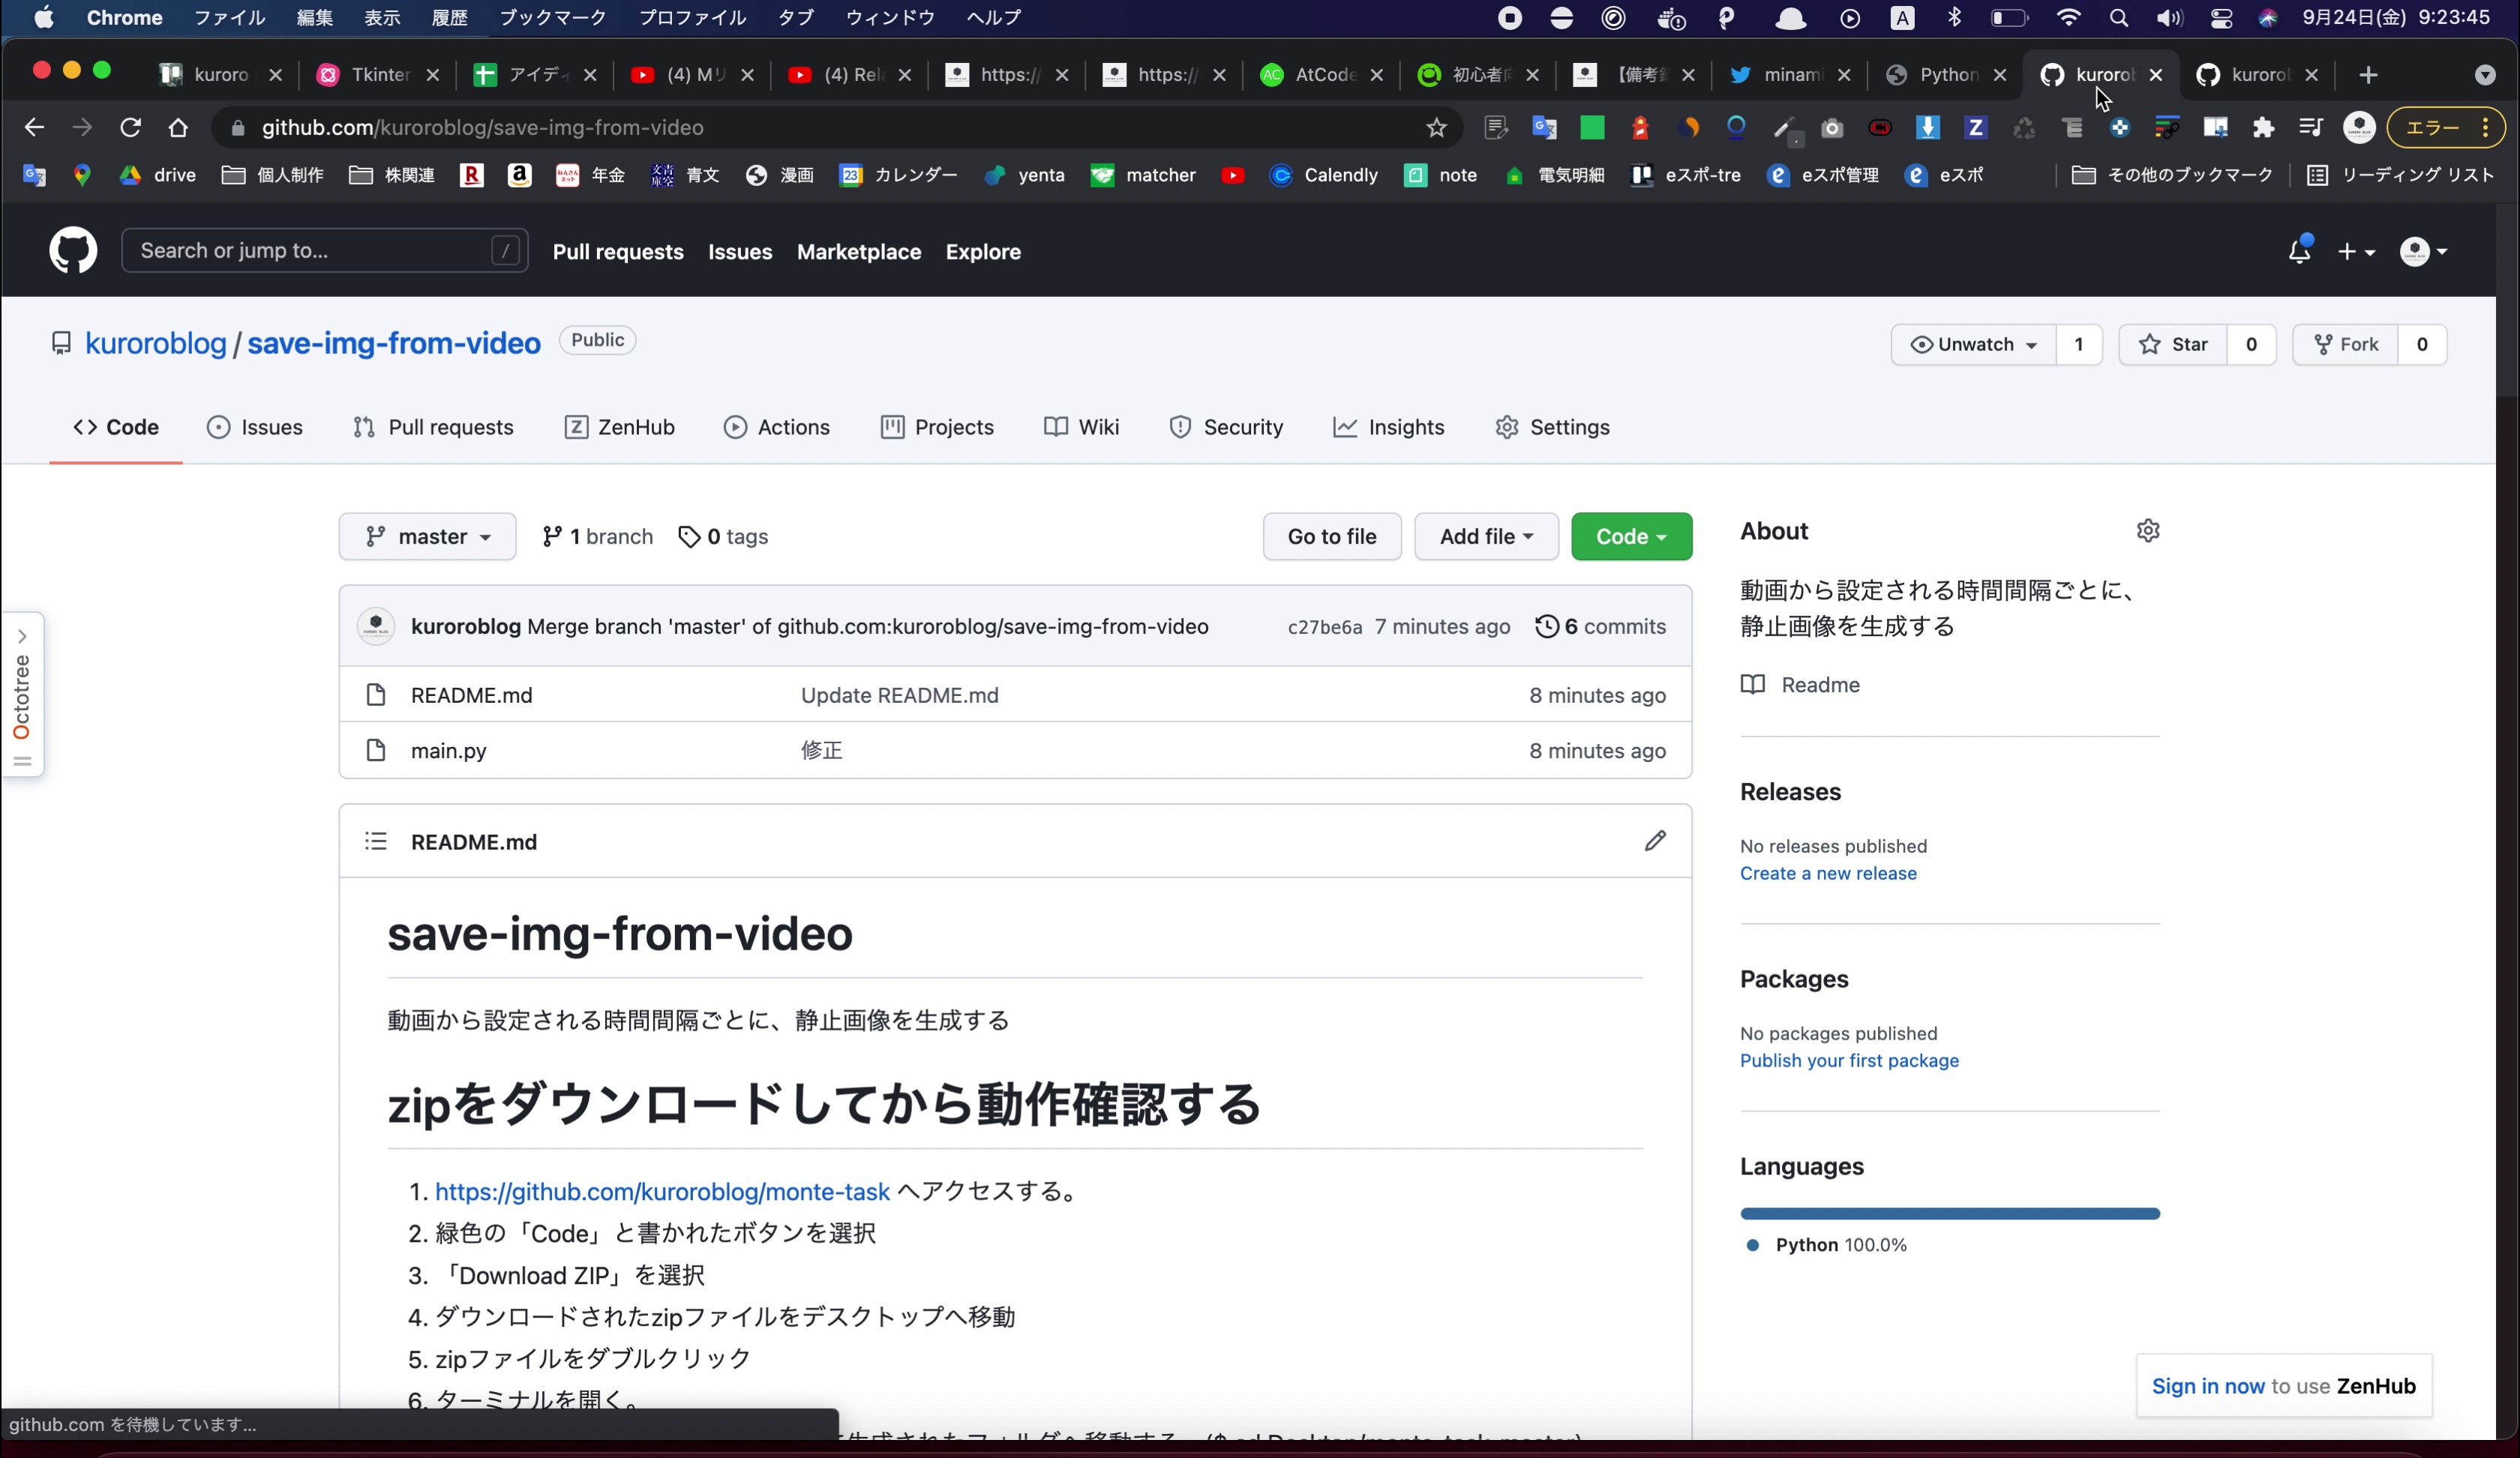 Chrome ファイル 編集 表示 履歴 ブックマーク プロファイル タブ ウィンドウ ヘルプ A 9月24日(金) 9:23:45
kuroro Tkinter アイディ (4) Mリ (4) Rela https:// https:// AtCode 初心者向 【備考録 minami Python kurorob kurorob
github.com/kuroroblog/save-img-from-video エラー
drive 個人制作 株関連 年金 青文 漫画 23 カレンダー yenta matcher Calendly note 電気明細 eスポ-tre eスポ管理 eスポ その他のブックマーク リーディング リスト
Search or jump to... / Pull requests Issues Marketplace Explore
kuroroblog / save-img-from-video Public Unwatch 1 Star 0 Fork 0
Code Issues Pull requests ZenHub Actions Projects Wiki Security Insights Settings
master 1 branch 0 tags Go to file Add file Code
kuroroblog Merge branch 'master' of github.com:kuroroblog/save-img-from-video c27be6a 7 minutes ago 6 commits
README.md Update README.md 8 minutes ago
main.py 修正 8 minutes ago
Octotree
README.md
save-img-from-video
動画から設定される時間間隔ごとに、静止画像を生成する
zipをダウンロードしてから動作確認する
1. https://github.com/kuroroblog/monte-task へアクセスする。
2. 緑色の「Code」と書かれたボタンを選択
3. 「Download ZIP」を選択
4. ダウンロードされたzipファイルをデスクトップへ移動
5. zipファイルをダブルクリック
6. ターミナルを開く。
About
動画から設定される時間間隔ごとに、
静止画像を生成する
Readme
Releases
No releases published
Create a new release
Packages
No packages published
Publish your first package
Languages
Python 100.0%
Sign in now to use ZenHub
github.com を待機しています...